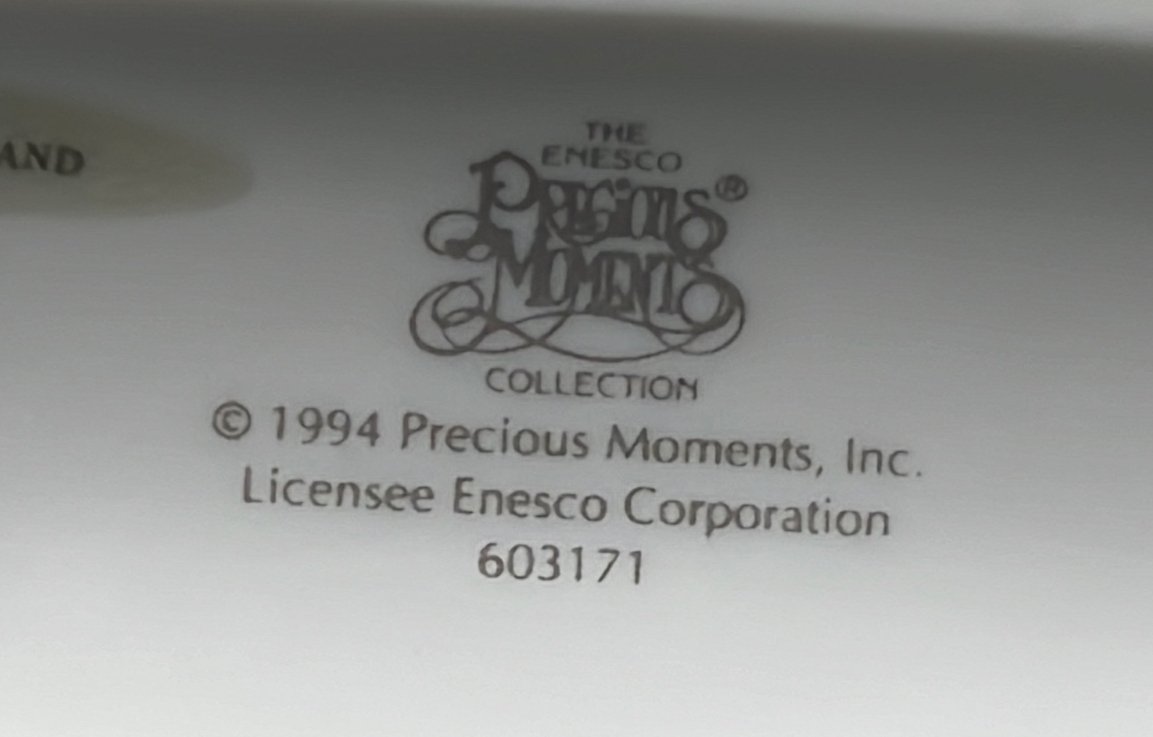 AND
THE
ENESCO
Precious®
MOMENTS
COLLECTION
© 1994 Precious Moments, Inc.
Licensee Enesco Corporation
603171